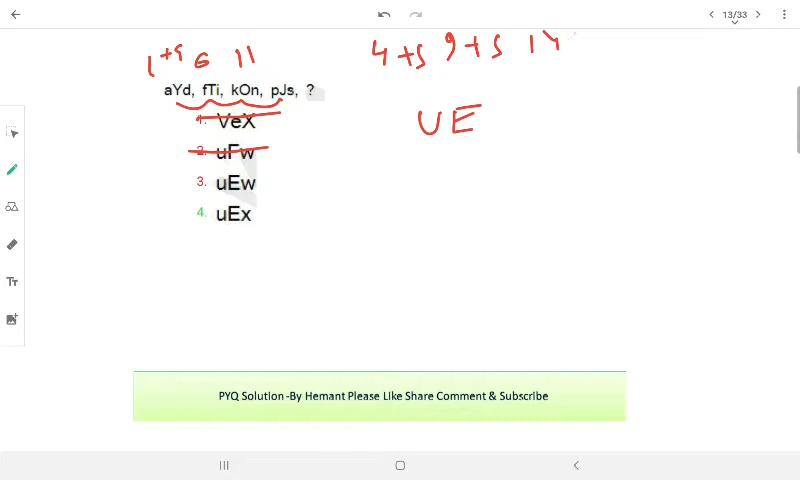 13/33
1 +5 6 11
4 +5 9 +5 14
aYd, fTi, kOn, pJs, ?
1. VeX
UE
2. uFw
3. uEw
4. uEx
Tт
PYQ Solution -By Hemant Please Like Share Comment & Subscribe